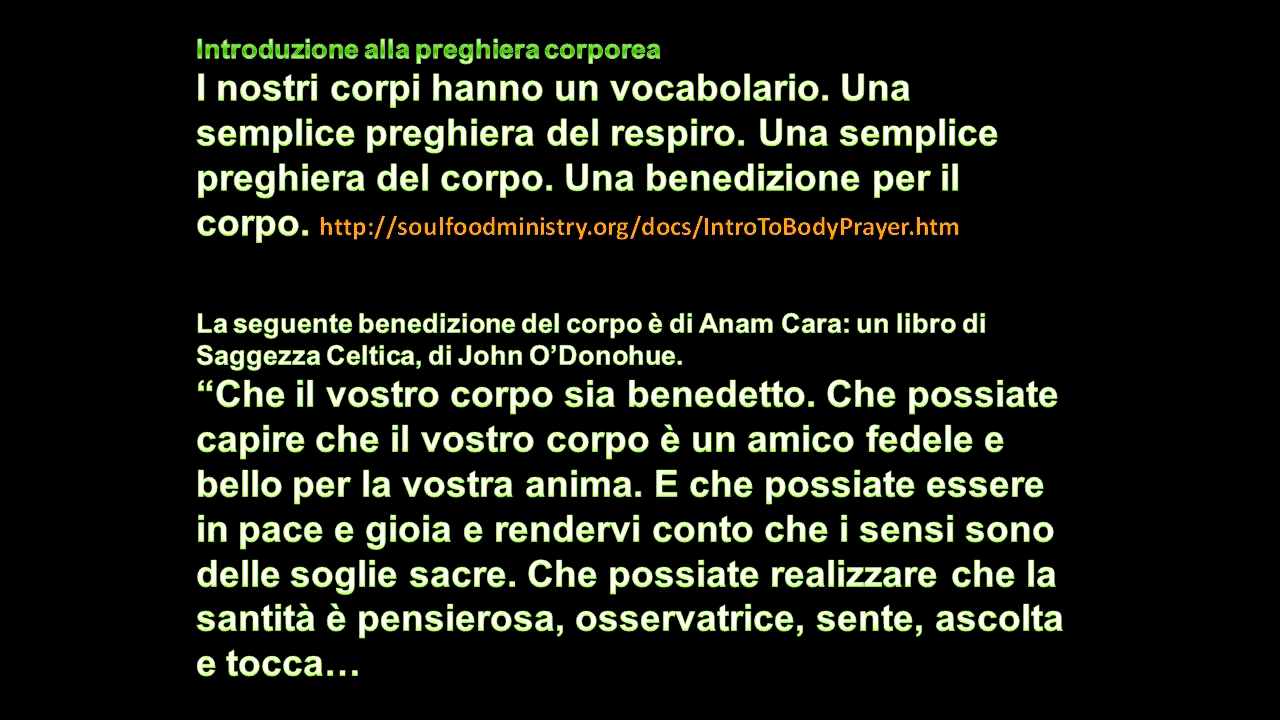 Introduzione alla preghiera corporea
I nostri corpi hanno un vocabolario. Una
semplice preghiera del respiro. Una semplice
preghiera del corpo. Una benedizione per il
corpo. http://soulfoodministry.org/docs/IntroToBodyPrayer.htm
La seguente benedizione del corpo è di Anam Cara: un libro di
Saggezza Celtica, di John O’Donohue.
“Che il vostro corpo sia benedetto. Che possiate
capire che il vostro corpo è un amico fedele e
bello per la vostra anima. E che possiate essere
in pace e gioia e rendervi conto che i sensi sono
delle soglie sacre. Che possiate realizzare che la
santità è pensierosa, osservatrice, sente, ascolta
e tocca…